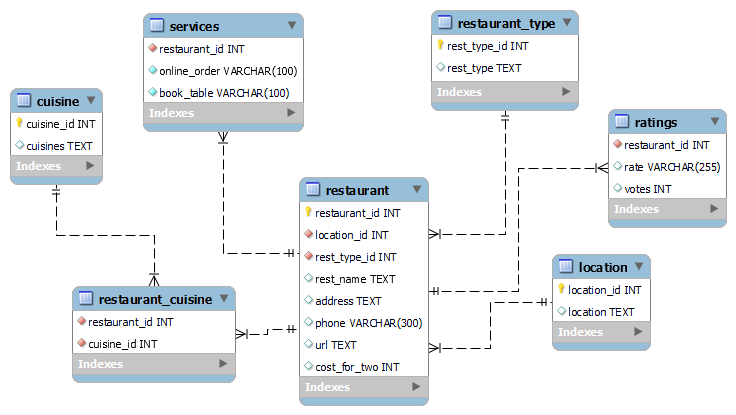 services
restaurant_id INT
online_order VARCHAR(100)
book_table VARCHAR(100)
Indexes
restaurant_type
rest_type_id INT
rest_type TEXT
Indexes
cuisine
cuisine_id INT
cuisines TEXT
Indexes
ratings
restaurant_id INT
rate VARCHAR(255)
votes INT
Indexes
restaurant
restaurant_id INT
location_id INT
rest_type_id INT
rest_name TEXT
address TEXT
phone VARCHAR(300)
url TEXT
cost_for_two INT
Indexes
location
location_id INT
location TEXT
Indexes
restaurant_cuisine
restaurant_id INT
cuisine_id INT
Indexes